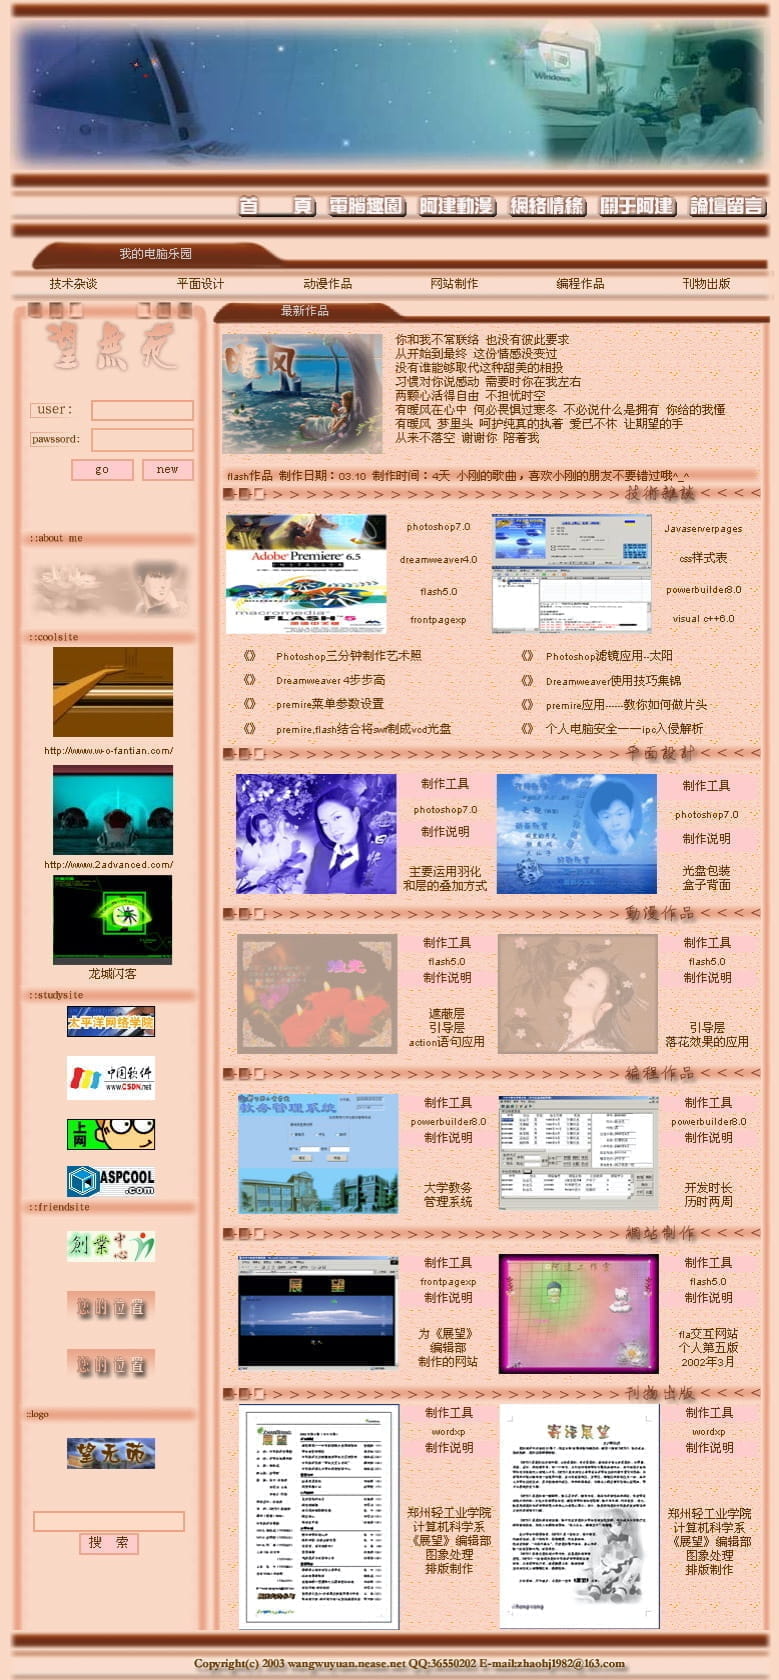 首 頁 電腦趣園 阿建動漫 網絡情緣 關于阿建 論壇留言
我的电脑乐园
技术杂谈 平面设计 动漫作品 网站制作 编程作品 刊物出版
user:
pawssord:
go new
::about me
::coolsite
http://www.w-o-fantian.com/
http://www.2advanced.com/
龙城闪客
::studysite
太平洋网络学院
中国软件
www.CSDN.net
上网
ASPCOOL
.com
::friendsite
創業中心
您的位置
您的位置
::logo
望无苑
搜 索
最新作品
暖风
你和我不常联络 也没有彼此要求
从开始到最终 这份情感没变过
没有谁能够取代这种甜美的相投
习惯对你说感动 需要时你在我左右
两颗心活得自由 不担忧时空
有暖风在心中 何必畏惧过寒冬 不必说什么是拥有 你给的我懂
有暖风 梦里头 呵护纯真的执着 爱已不休 让期望的手
从来不落空 谢谢你 陪着我
flash作品 制作日期：03.10 制作时间：4天 小刚的歌曲，喜欢小刚的朋友不要错过哦^_^
技術雜談
Adobe Premiere 6.5
macromedia
FLASH 5
photoshop7.0
dreamweaver4.0
flash5.0
frontpagexp
Javaserverpages
css样式表
powerbuilder8.0
visual c++6.0
《》 Photoshop三分钟制作艺术照
《》 Photoshop滤镜应用--太阳
《》 Dreamweaver 4步步高
《》 Dreamweaver使用技巧集锦
《》 premire菜单参数设置
《》 premire应用------教你如何做片头
《》 premire,flash结合将swf制成vcd光盘
《》 个人电脑安全——ipc入侵解析
平面設計
制作工具
photoshop7.0
制作说明
主要运用羽化
和层的叠加方式
制作工具
photoshop7.0
制作说明
光盘包装
盒子背面
動漫作品
制作工具
flash5.0
制作说明
遮蔽层
引导层
action语句应用
制作工具
flash5.0
制作说明
引导层
落花效果的应用
编程作品
教务管理系统
制作工具
powerbuilder8.0
制作说明
大学教务
管理系统
制作工具
powerbuilder8.0
制作说明
开发时长
历时两周
網站制作
展 望
制作工具
frontpagexp
制作说明
为《展望》
编辑部
制作的网站
阿建工作室
制作工具
flash5.0
制作说明
fla交互网站
个人第五版
2002年3月
刊物出版
展望
制作工具
wordxp
制作说明
郑州轻工业学院
计算机科学系
《展望》编辑部
图象处理
排版制作
寄泽展望
制作工具
wordxp
制作说明
郑州轻工业学院
计算机科学系
《展望》编辑部
图象处理
排版制作
Copyright(c) 2003 wangwuyuan.nease.net QQ:36550202 E-mail:zhaohj1982@163.com